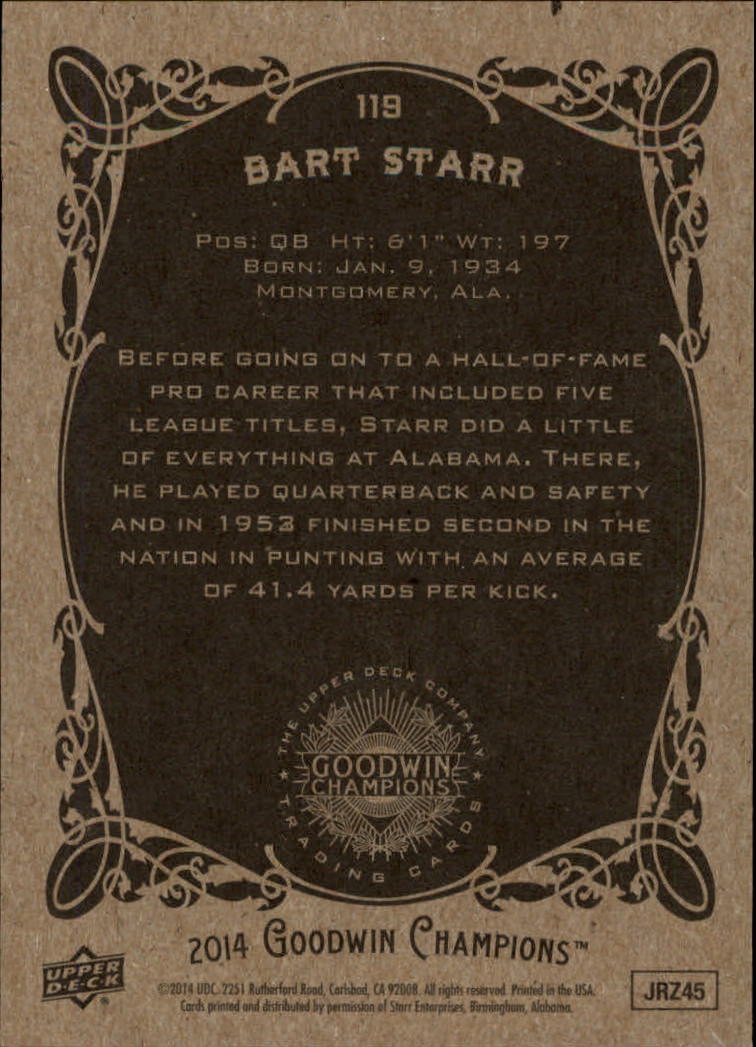 119
BART STARR
POS: QB HT: 6'1" WT: 197
BORN: JAN. 9, 1934
MONTGOMERY, ALA.
BEFORE GOING ON TO A HALL-OF-FAME
PRO CAREER THAT INCLUDED FIVE
LEAGUE TITLES, STARR DID A LITTLE
OF EVERYTHING AT ALABAMA. THERE,
HE PLAYED QUARTERBACK AND SAFETY
AND IN 1953 FINISHED SECOND IN THE
NATION IN PUNTING WITH AN AVERAGE
OF 41.4 YARDS PER KICK.
THE UPPER DECK COMPANY
GOODWIN
CHAMPIONS
★ TRADING CARDS ★
2014 GOODWIN CHAMPIONS™
UPPER
D·E·C·K®
©2014 UDC. 2251 Rutherford Road, Carlsbad, CA 92008. All rights reserved. Printed in the USA.
Cards printed and distributed by permission of Starr Enterprises, Birmingham, Alabama.
JRZ45